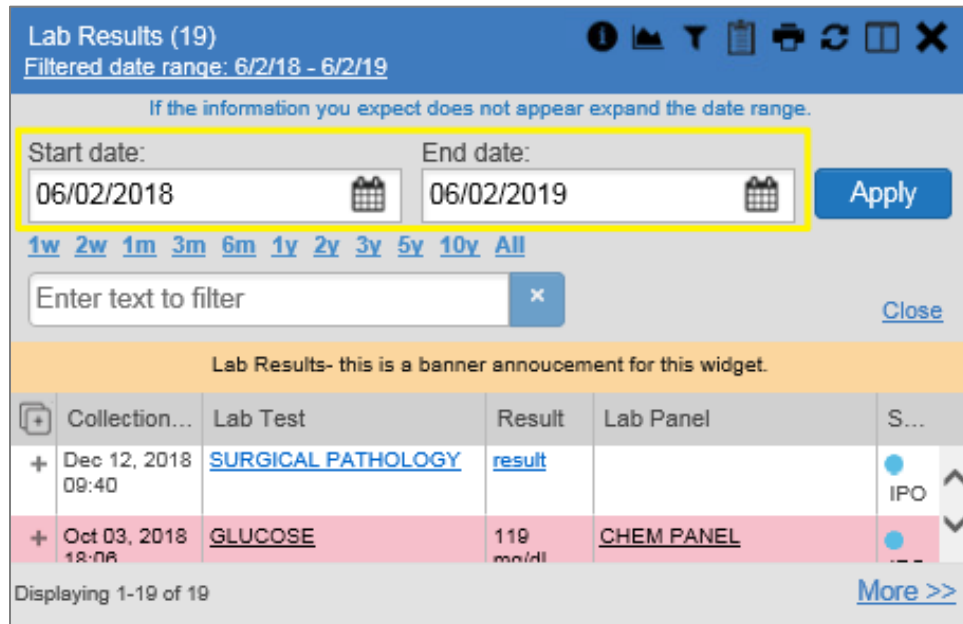 Lab Results (19)
Filtered date range: 6/2/18 - 6/2/19
If the information you expect does not appear expand the date range.
Start date: End date:
06/02/2018 06/02/2019 Apply
1w 2w 1m 3m 6m 1y 2y 3y 5y 10y All
Enter text to filter ×
Close
Lab Results- this is a banner annoucement for this widget.
Collection... Lab Test Result Lab Panel S...
+ Dec 12, 2018 SURGICAL PATHOLOGY result
09:40 IPO
+ Oct 03, 2018 GLUCOSE 119 CHEM PANEL
18:06 mg/dl
Displaying 1-19 of 19 More >>